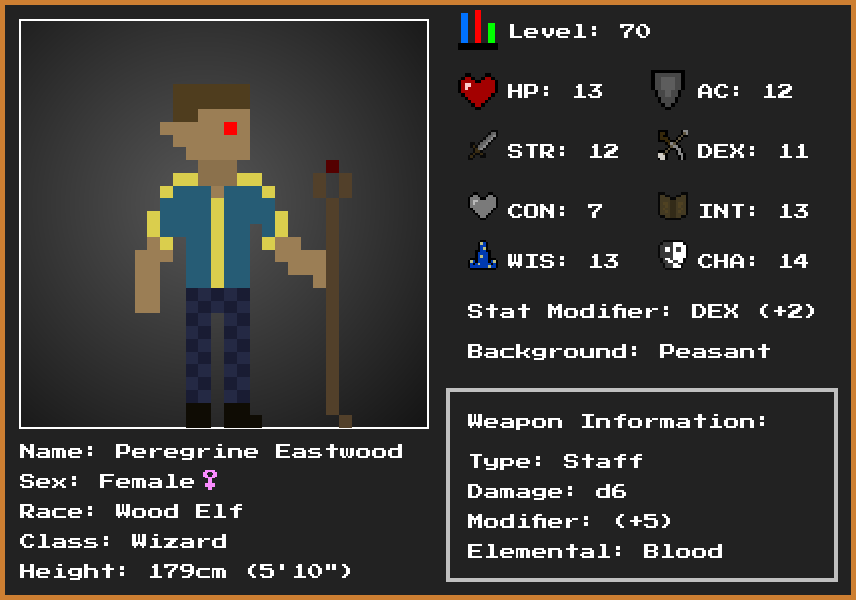 Level: 70
HP: 13 AC: 12
STR: 12 DEX: 11
CON: 7 INT: 13
WIS: 13 CHA: 14
Stat Modifier: DEX (+2)
Background: Peasant
Weapon Information:
Type: Staff
Damage: d6
Modifier: (+5)
Elemental: Blood
Name: Peregrine Eastwood
Sex: Female♀
Race: Wood Elf
Class: Wizard
Height: 179cm (5'10")